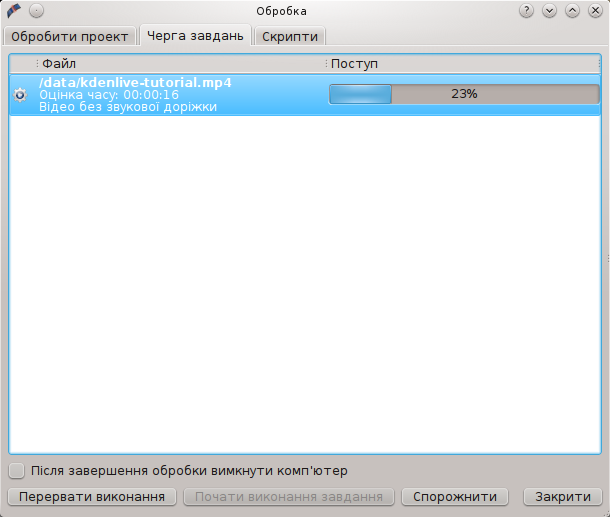 Обробка
Обробити проект
Черга завдань
Скрипти
Файл
Поступ
/data/kdenlive-tutorial.mp4
Оцінка часу: 00:00:16
Відео без звукової доріжки
23%
Після завершення обробки вимкнути комп'ютер
Перервати виконання
Почати виконання завдання
Спорожнити
Закрити